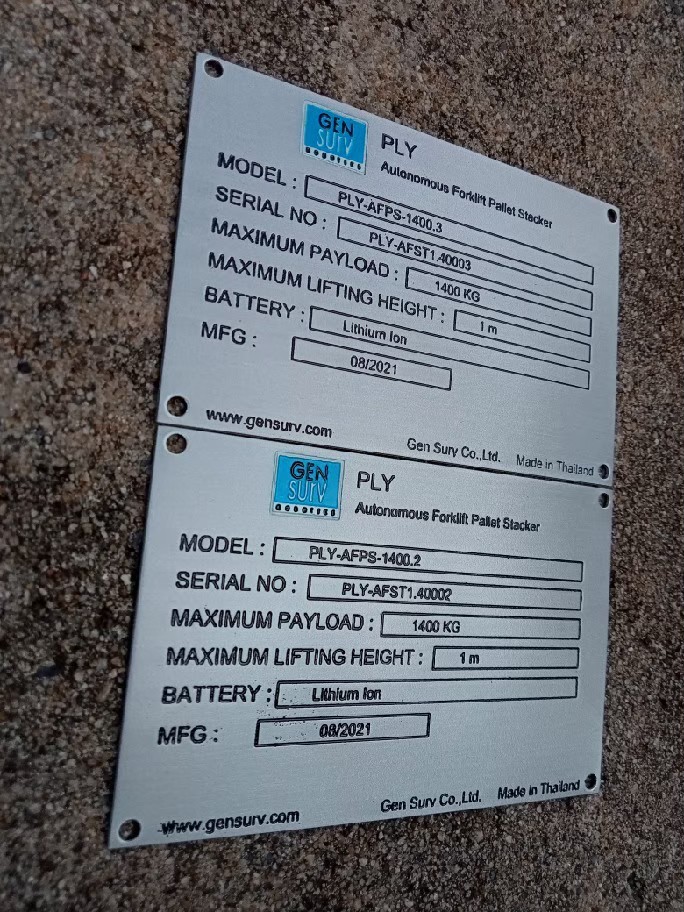 GEN
SURV
ROBOTICS
PLY
Autonomous Forklift Pallet Stacker
MODEL : PLY-AFPS-1400.3
SERIAL NO : PLY-AFST1.40003
MAXIMUM PAYLOAD : 1400 KG
MAXIMUM LIFTING HEIGHT : 1 m
BATTERY : Lithium Ion
MFG : 08/2021
www.gensurv.com Gen Surv Co.,Ltd. Made in Thailand
GEN
SURV
ROBOTICS
PLY
Autonomous Forklift Pallet Stacker
MODEL : PLY-AFPS-1400.2
SERIAL NO : PLY-AFST1.40002
MAXIMUM PAYLOAD : 1400 KG
MAXIMUM LIFTING HEIGHT : 1 m
BATTERY : Lithium Ion
MFG : 08/2021
www.gensurv.com Gen Surv Co.,Ltd. Made in Thailand